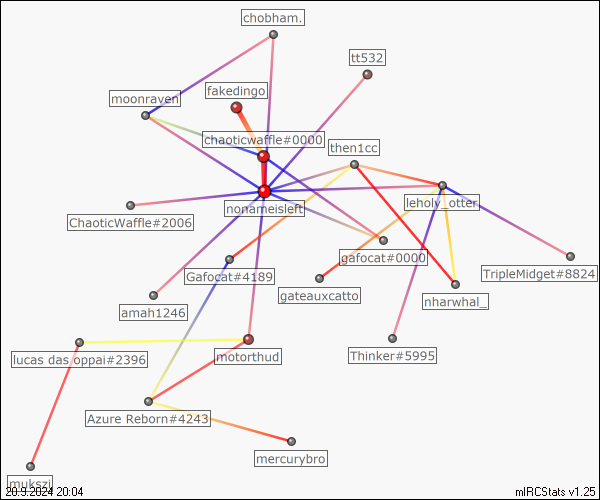 chobham.
tt532
fakedingo
moonraven
chaoticwaffle#0000
then1cc
leholy_otter
nonameisleft
ChaoticWaffle#2006
gafocat#0000
TripleMidget#8824
Gafocat#4189
gateauxcatto
nharwhal_
amah1246
motorthud
Thinker#5995
lucas das oppai#2396
Azure Reborn#4243
mercurybro
mukszi
20.9.2024 20:04
mIRCStats v1.25